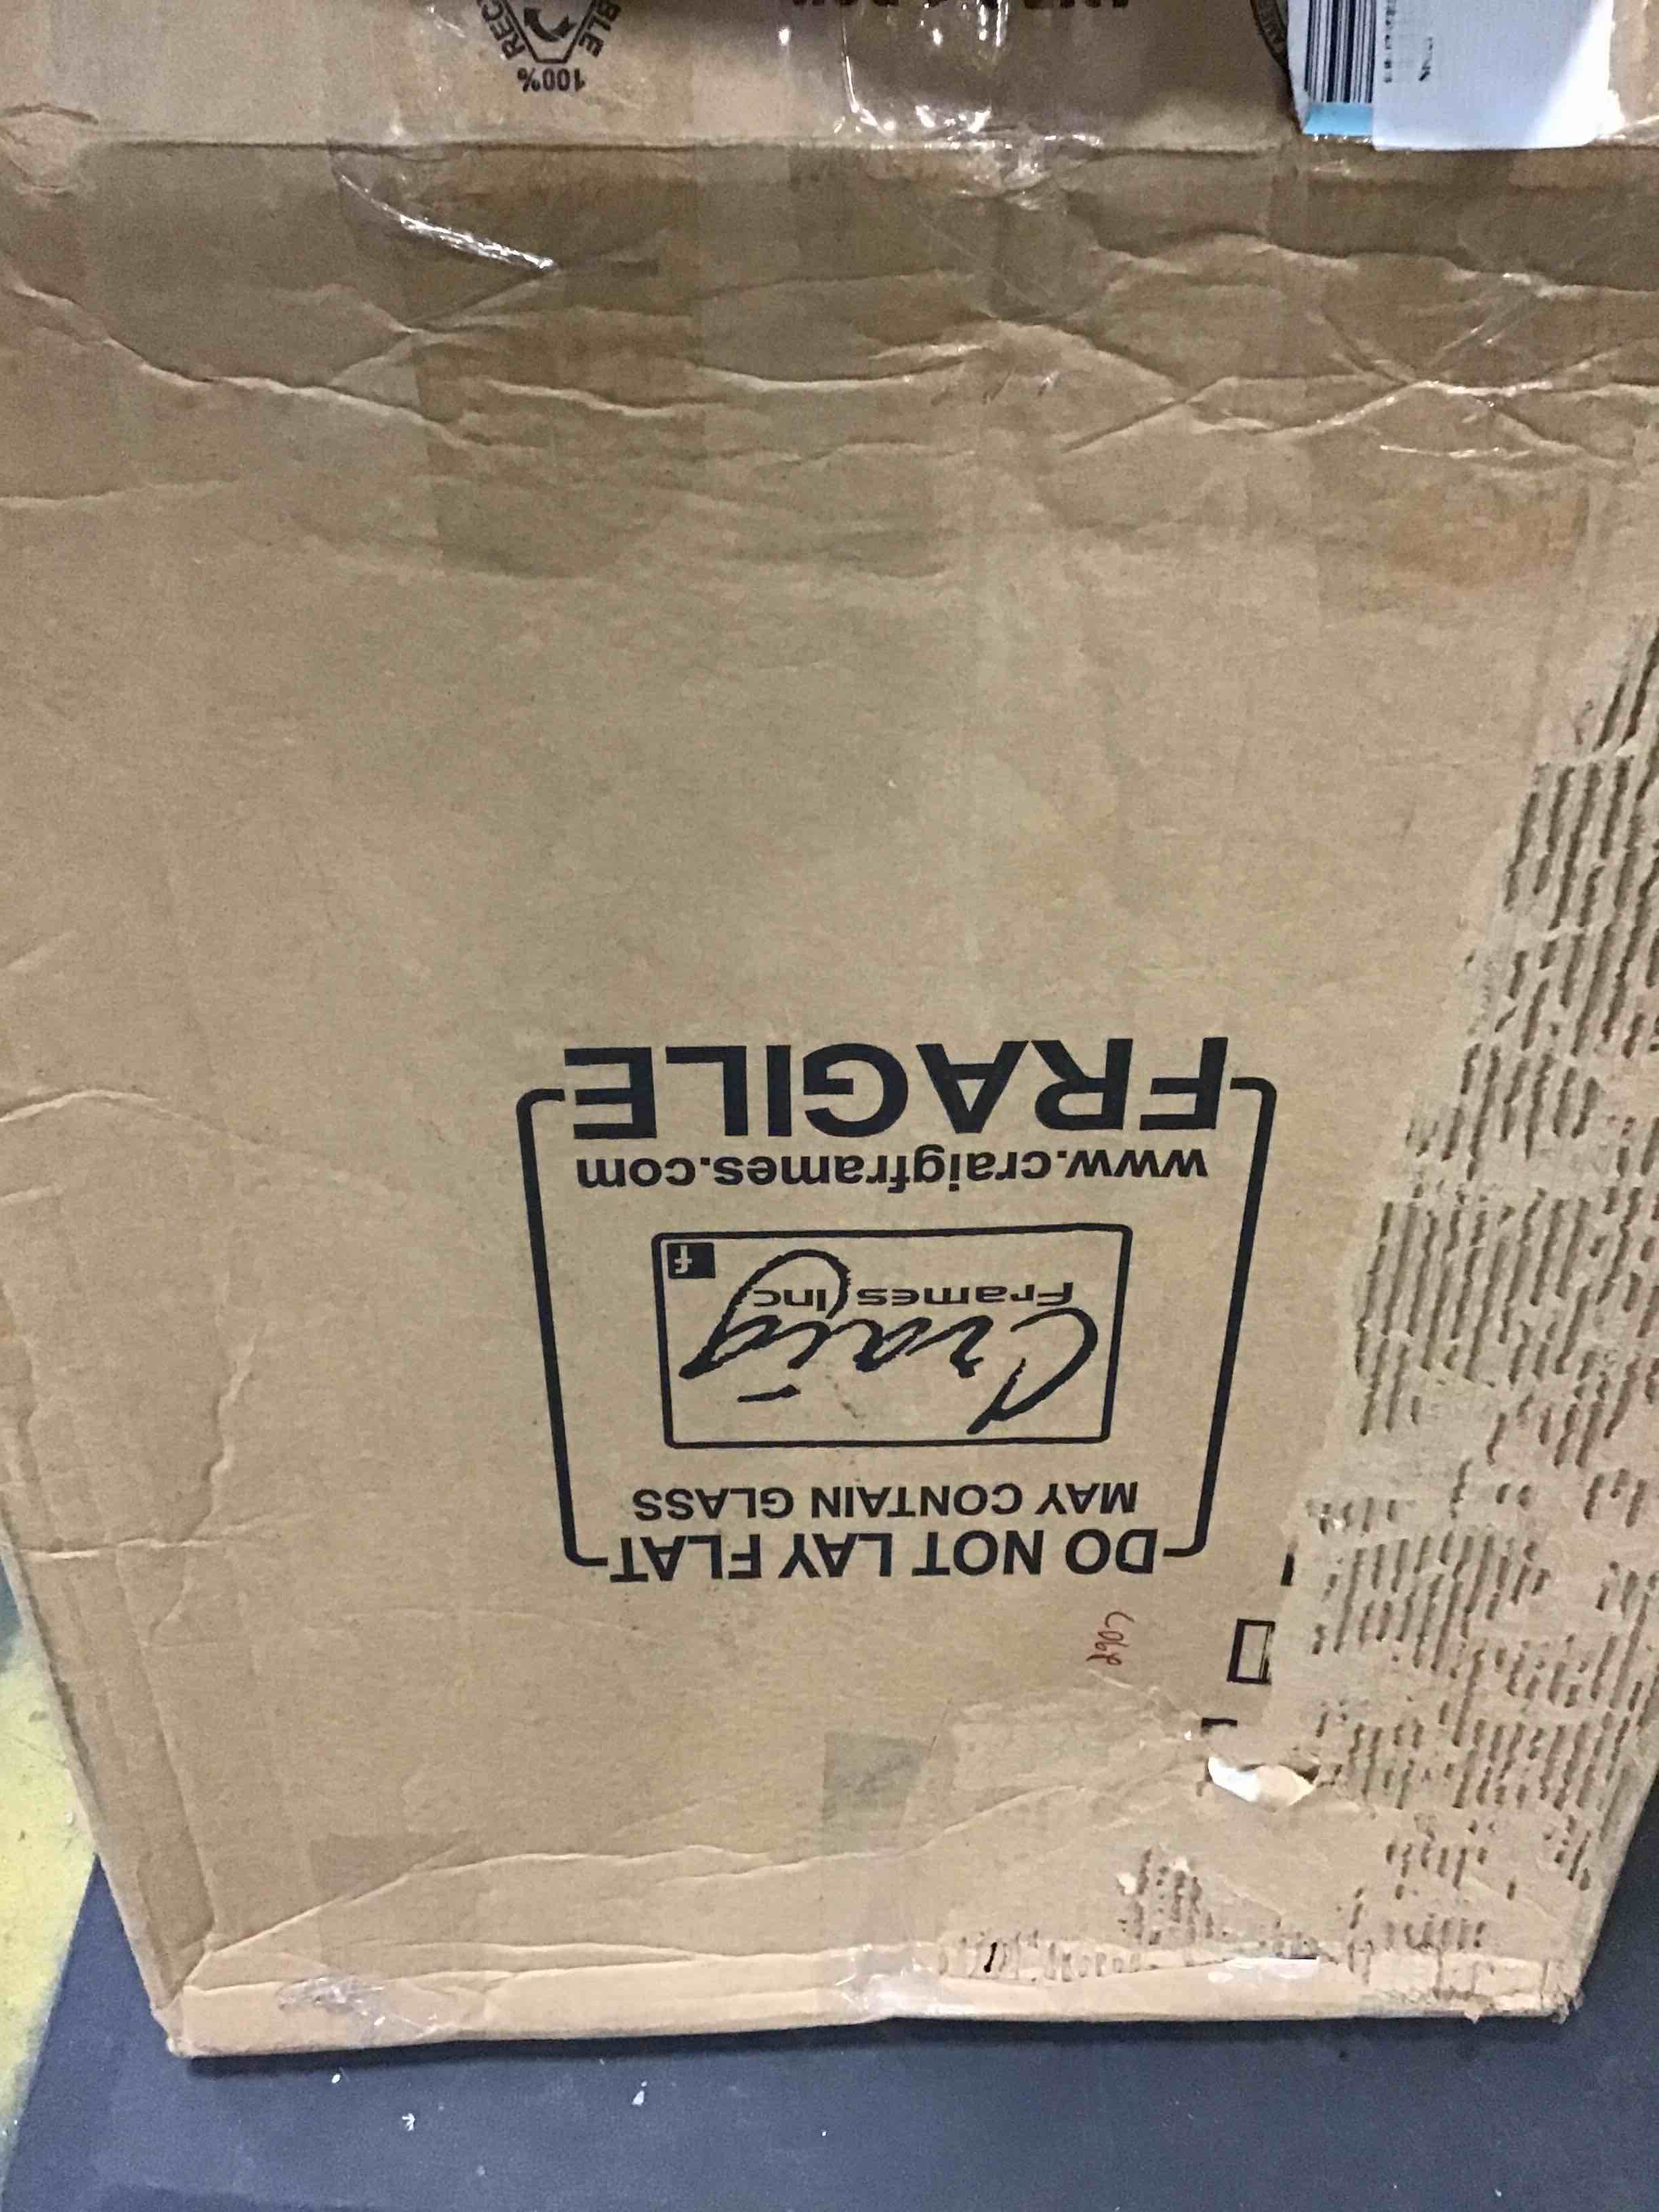 DO NOT LAY FLAT
MAY CONTAIN GLASS
Craig
Frames Inc
f
www.craigframes.com
FRAGILE
100%